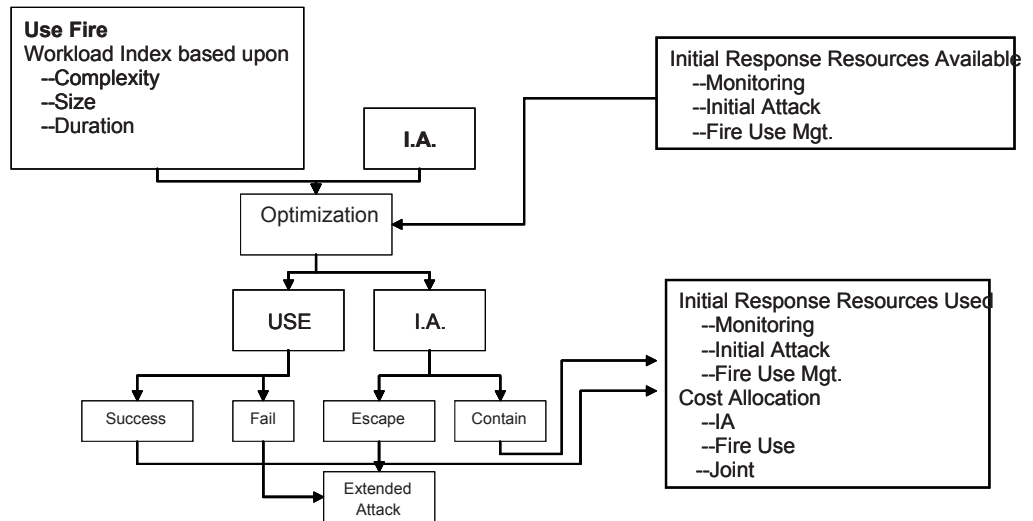 Use Fire
Workload Index based upon
--Complexity
--Size
--Duration
I.A.
Initial Response Resources Available
--Monitoring
--Initial Attack
--Fire Use Mgt.
Optimization
USE
I.A.
Success
Fail
Escape
Contain
Extended
Attack
Initial Response Resources Used
--Monitoring
--Initial Attack
--Fire Use Mgt.
Cost Allocation
--IA
--Fire Use
--Joint